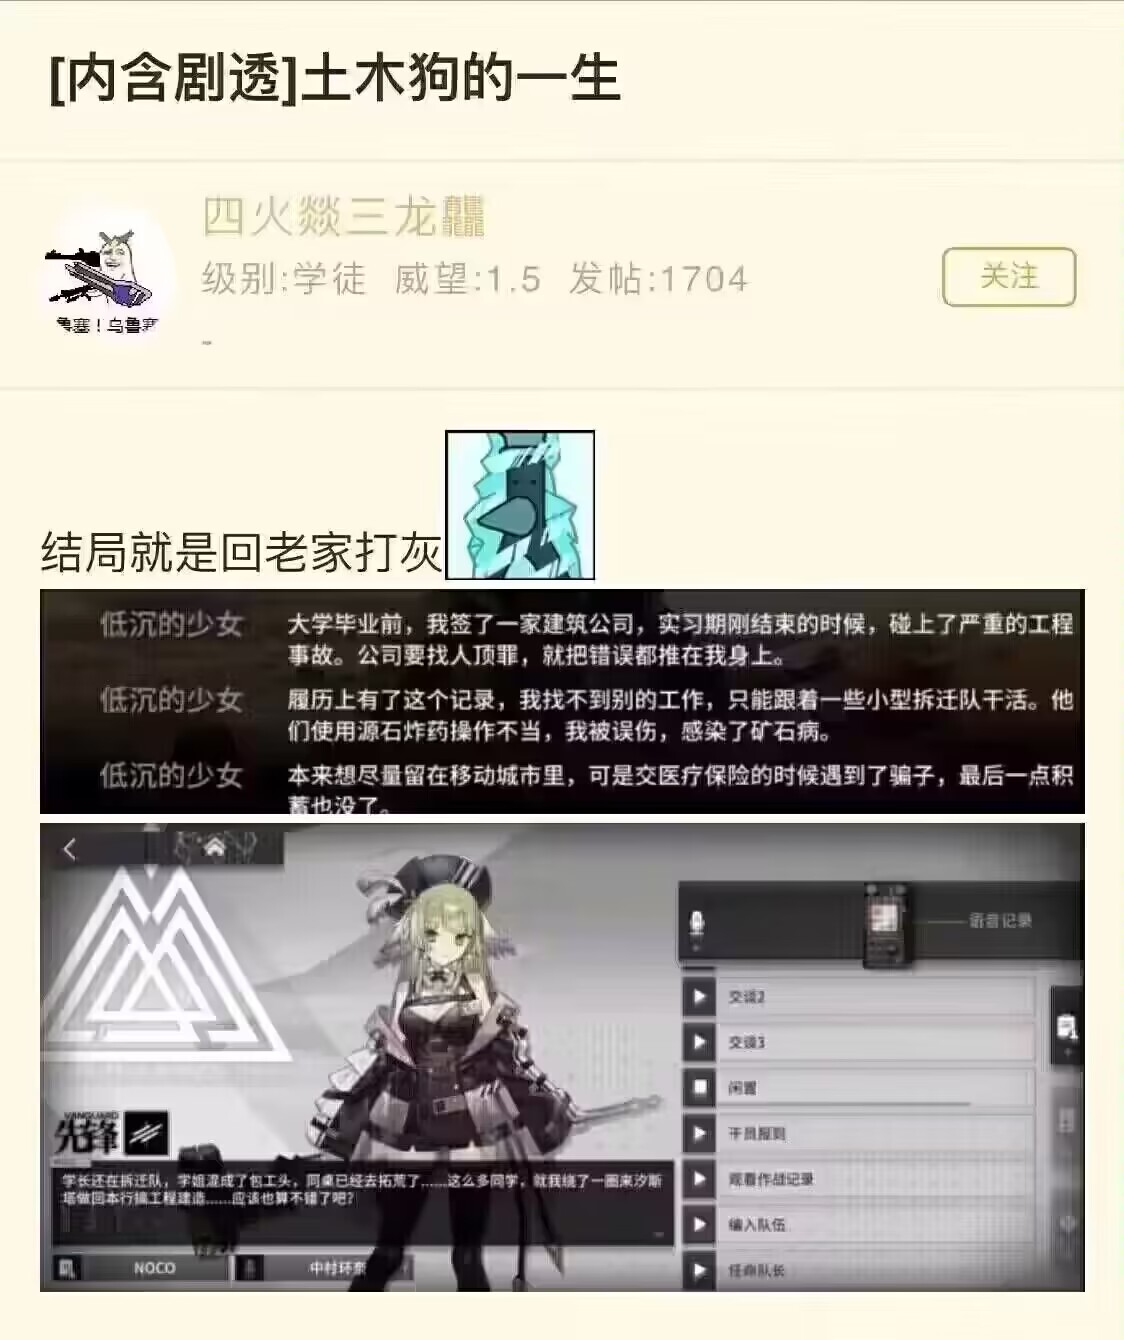 [内含剧透]土木狗的一生
四火燚三龙龘
级别:学徒 威望:1.5 发帖:1704
关注
鲁塞！乌鲁塞
-
结局就是回老家打灰
低沉的少女 大学毕业前，我签了一家建筑公司，实习期刚结束的时候，碰上了严重的工程
事故。公司要找人顶罪，就把错误都推在我身上。
低沉的少女 履历上有了这个记录，我找不到别的工作，只能跟着一些小型拆迁队干活。他
们使用源石炸药操作不当，我被误伤，感染了矿石病。
低沉的少女 本来想尽量留在移动城市里，可是交医疗保险的时候遇到了骗子，最后一点积
蓄也没了。
语音记录
交谈2
交谈3
闲置
干员报到
观看作战记录
编入队伍
任命队长
VANGUARD
先锋
学长还在拆迁队，学姐混成了包工头，同桌已经去拓荒了……这么多同学，就我绕了一圈来汐斯
塔做回本行搞工程建造……应该也算不错了吧？
NOCO
中村环奈